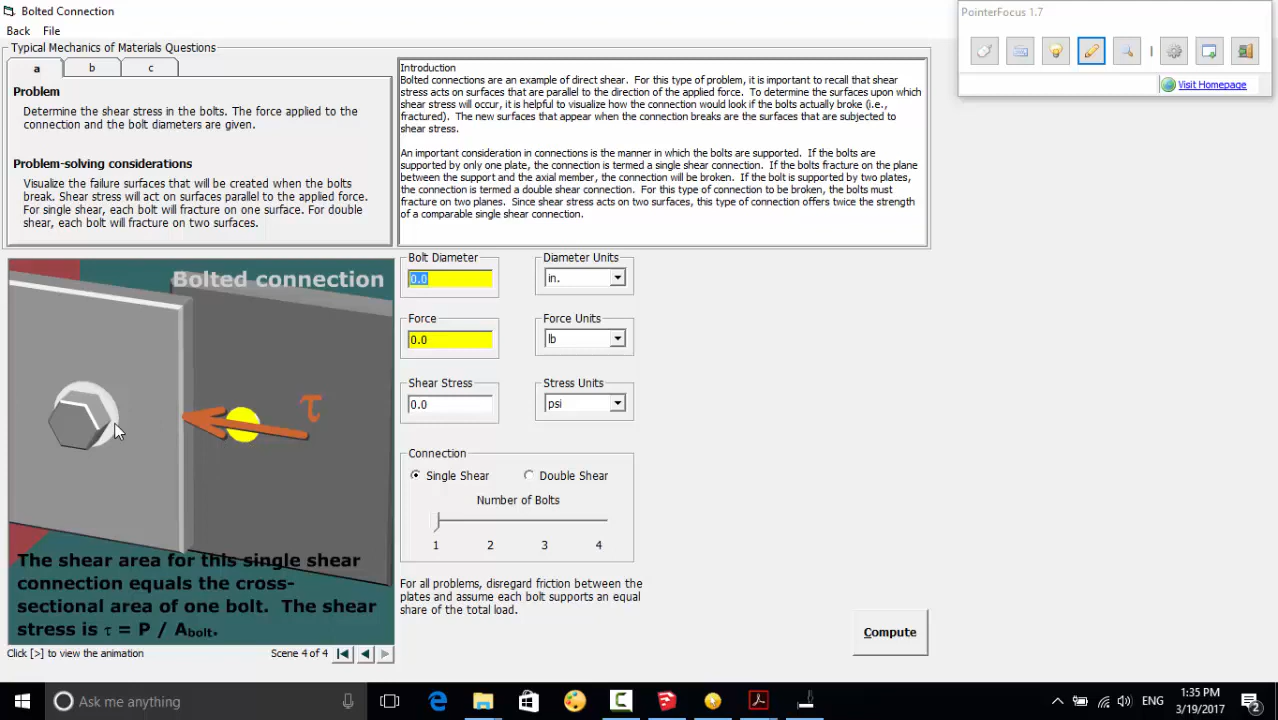 Bolted Connection
Back File
Typical Mechanics of Materials Questions
a b c
Problem
Determine the shear stress in the bolts. The force applied to the
connection and the bolt diameters are given.
Problem-solving considerations
Visualize the failure surfaces that will be created when the bolts
break. Shear stress will act on surfaces parallel to the applied force.
For single shear, each bolt will fracture on one surface. For double
shear, each bolt will fracture on two surfaces.
Introduction
Bolted connections are an example of direct shear. For this type of problem, it is important to recall that shear
stress acts on surfaces that are parallel to the direction of the applied force. To determine the surfaces upon which
shear stress will occur, it is helpful to visualize how the connection would look if the bolts actually broke (i.e.,
fractured). The new surfaces that appear when the connection breaks are the surfaces that are subjected to
shear stress.
An important consideration in connections is the manner in which the bolts are supported. If the bolts are
supported by only one plate, the connection is termed a single shear connection. If the bolts fracture on the plane
between the support and the axial member, the connection will be broken. If the bolt is supported by two plates,
the connection is termed a double shear connection. For this type of connection to be broken, the bolts must
fracture on two planes. Since shear stress acts on two surfaces, this type of connection offers twice the strength
of a comparable single shear connection.
PointerFocus 1.7
Visit Homepage
Bolted connection
τ
The shear area for this single shear
connection equals the cross-
sectional area of one bolt. The shear
stress is τ = P / Abolt.
Click [>] to view the animation Scene 4 of 4
Bolt Diameter Diameter Units
0.0 in.
Force Force Units
0.0 lb
Shear Stress Stress Units
0.0 psi
Connection
Single Shear Double Shear
Number of Bolts
1 2 3 4
For all problems, disregard friction between the
plates and assume each bolt supports an equal
share of the total load.
Compute
Ask me anything
ENG
1:35 PM
3/19/2017
2